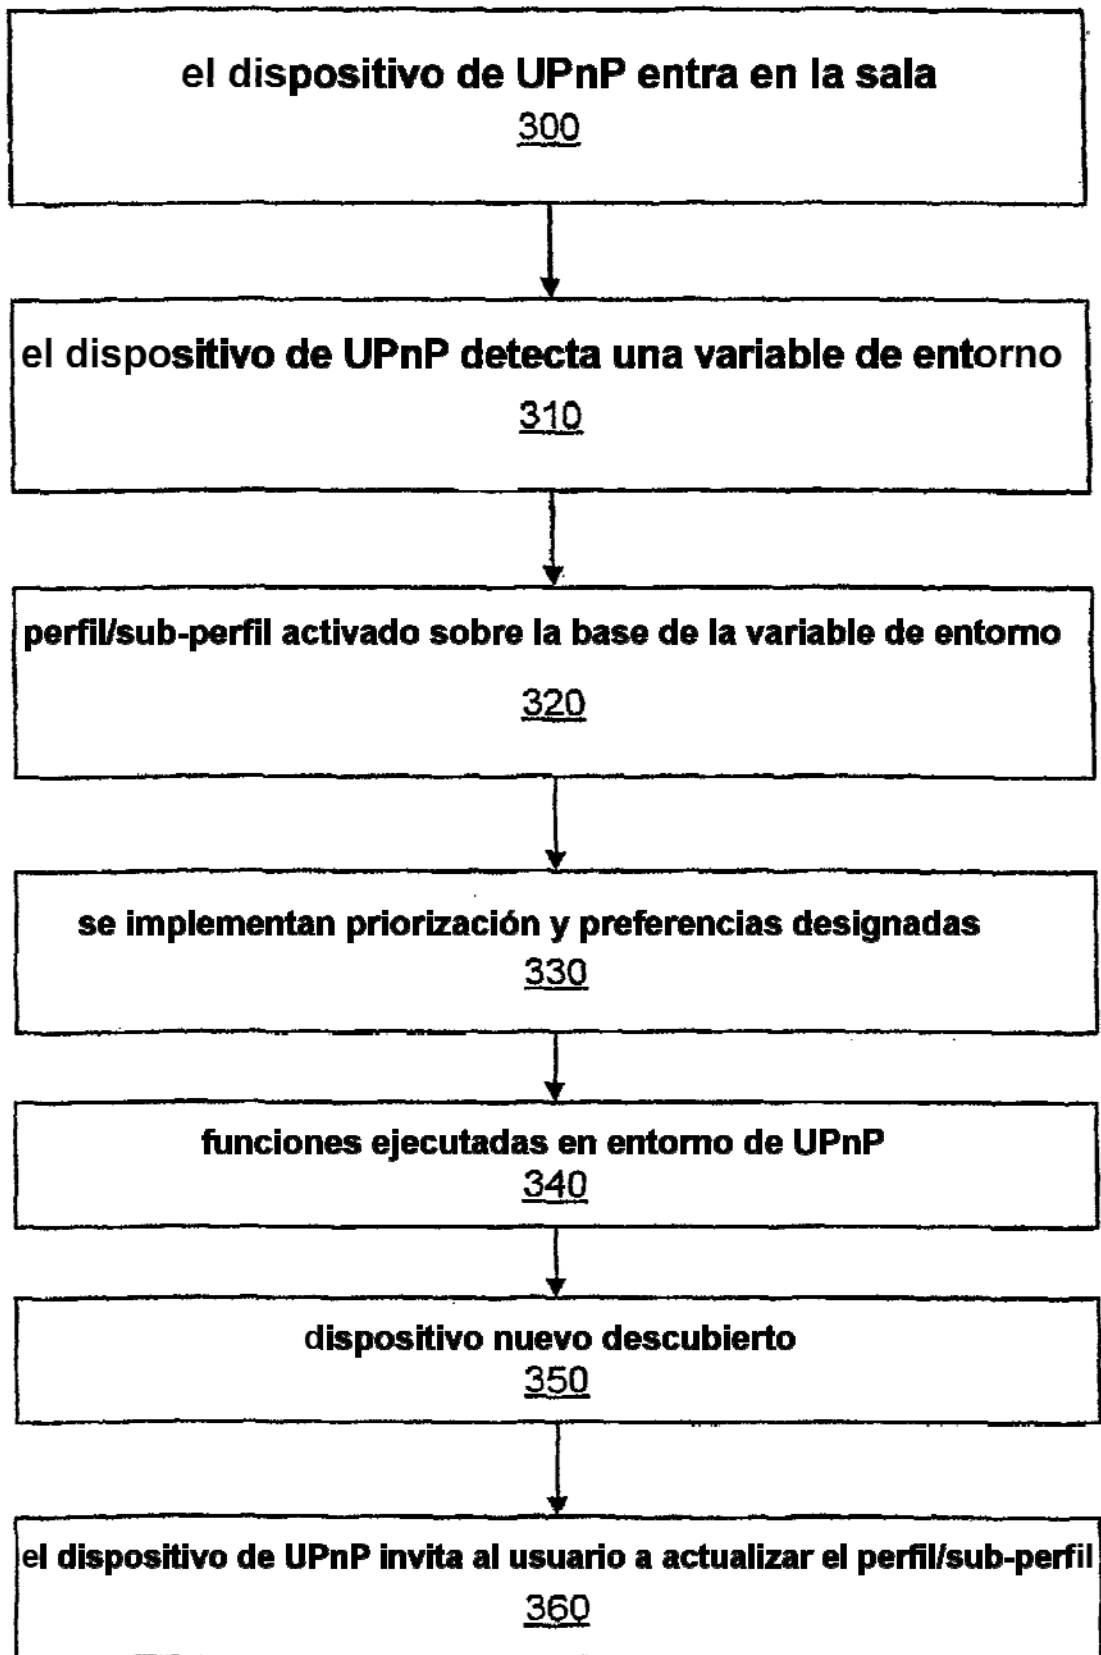 el dispositivo de UPnP entra en la sala
300
el dispositivo de UPnP detecta una variable de entorno
310
perfil/sub-perfil activado sobre la base de la variable de entorno
320
se implementan priorización y preferencias designadas
330
funciones ejecutadas en entorno de UPnP
340
dispositivo nuevo descubierto
350
el dispositivo de UPnP invita al usuario a actualizar el perfil/sub-perfil
360